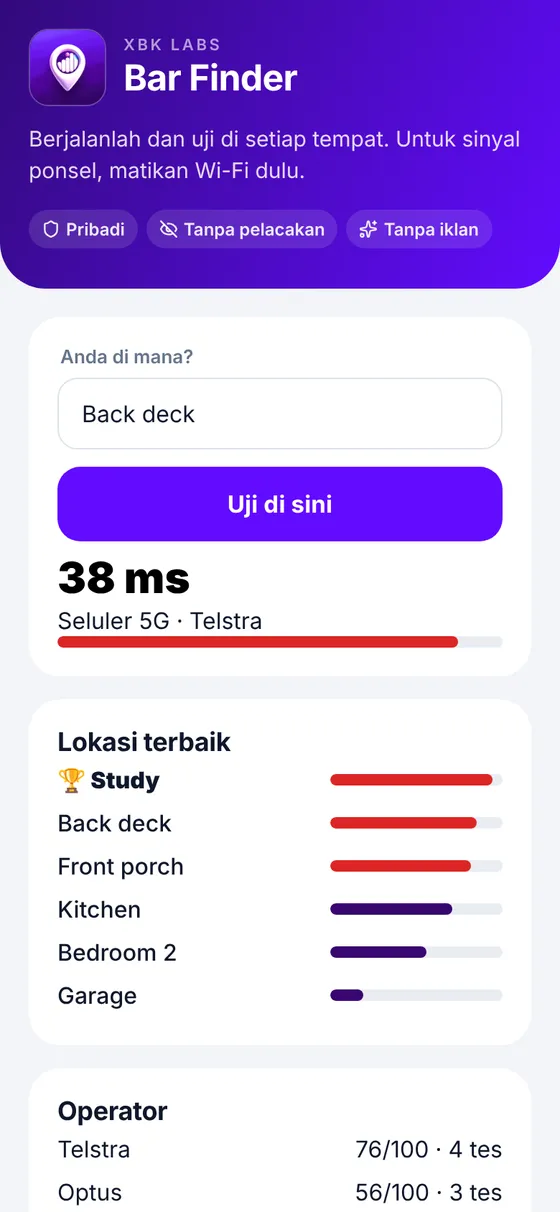 XBK LABS
Bar Finder
Berjalanlah dan uji di setiap tempat. Untuk sinyal
ponsel, matikan Wi-Fi dulu.
Pribadi
Tanpa pelacakan
Tanpa iklan
Anda di mana?
Back deck
Uji di sini
38 ms
Seluler 5G · Telstra
Lokasi terbaik
🏆 Study
Back deck
Front porch
Kitchen
Bedroom 2
Garage
Operator
Telstra 76/100 · 4 tes
Optus 56/100 · 3 tes